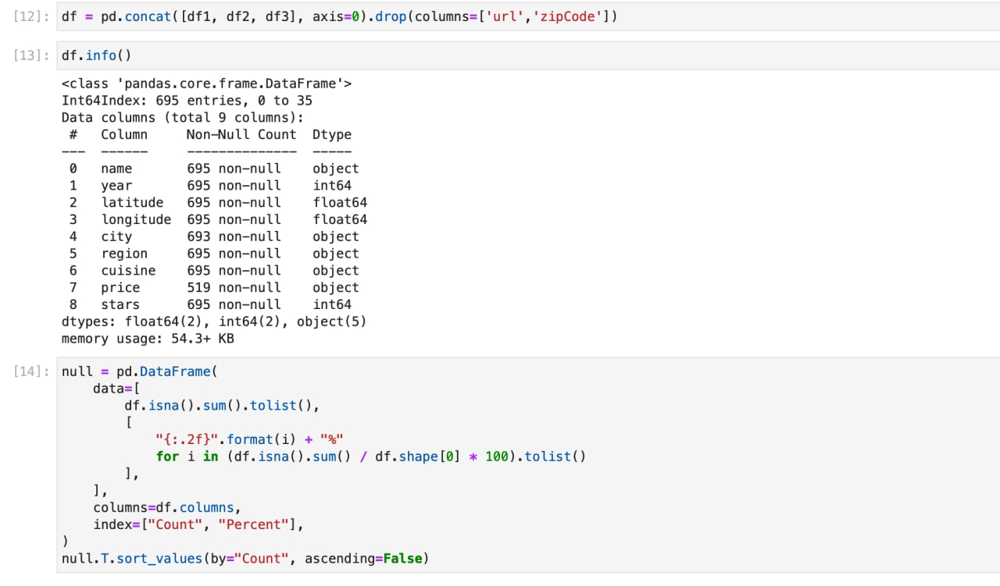 [12]: df = pd.concat([df1, df2, df3], axis=0).drop(columns=['url','zipCode'])
[13]: df.info()
<class 'pandas.core.frame.DataFrame'>
Int64Index: 695 entries, 0 to 35
Data columns (total 9 columns):
 #   Column     Non-Null Count  Dtype
---  ------     --------------  -----
 0   name       695 non-null    object
 1   year       695 non-null    int64
 2   latitude   695 non-null    float64
 3   longitude  695 non-null    float64
 4   city       693 non-null    object
 5   region     695 non-null    object
 6   cuisine    695 non-null    object
 7   price      519 non-null    object
 8   stars      695 non-null    int64
dtypes: float64(2), int64(2), object(5)
memory usage: 54.3+ KB
[14]: null = pd.DataFrame(
    data=[
        df.isna().sum().tolist(),
        [
            "{:.2f}".format(i) + "%"
            for i in (df.isna().sum() / df.shape[0] * 100).tolist()
        ],
    ],
    columns=df.columns,
    index=["Count", "Percent"],
)
null.T.sort_values(by="Count", ascending=False)